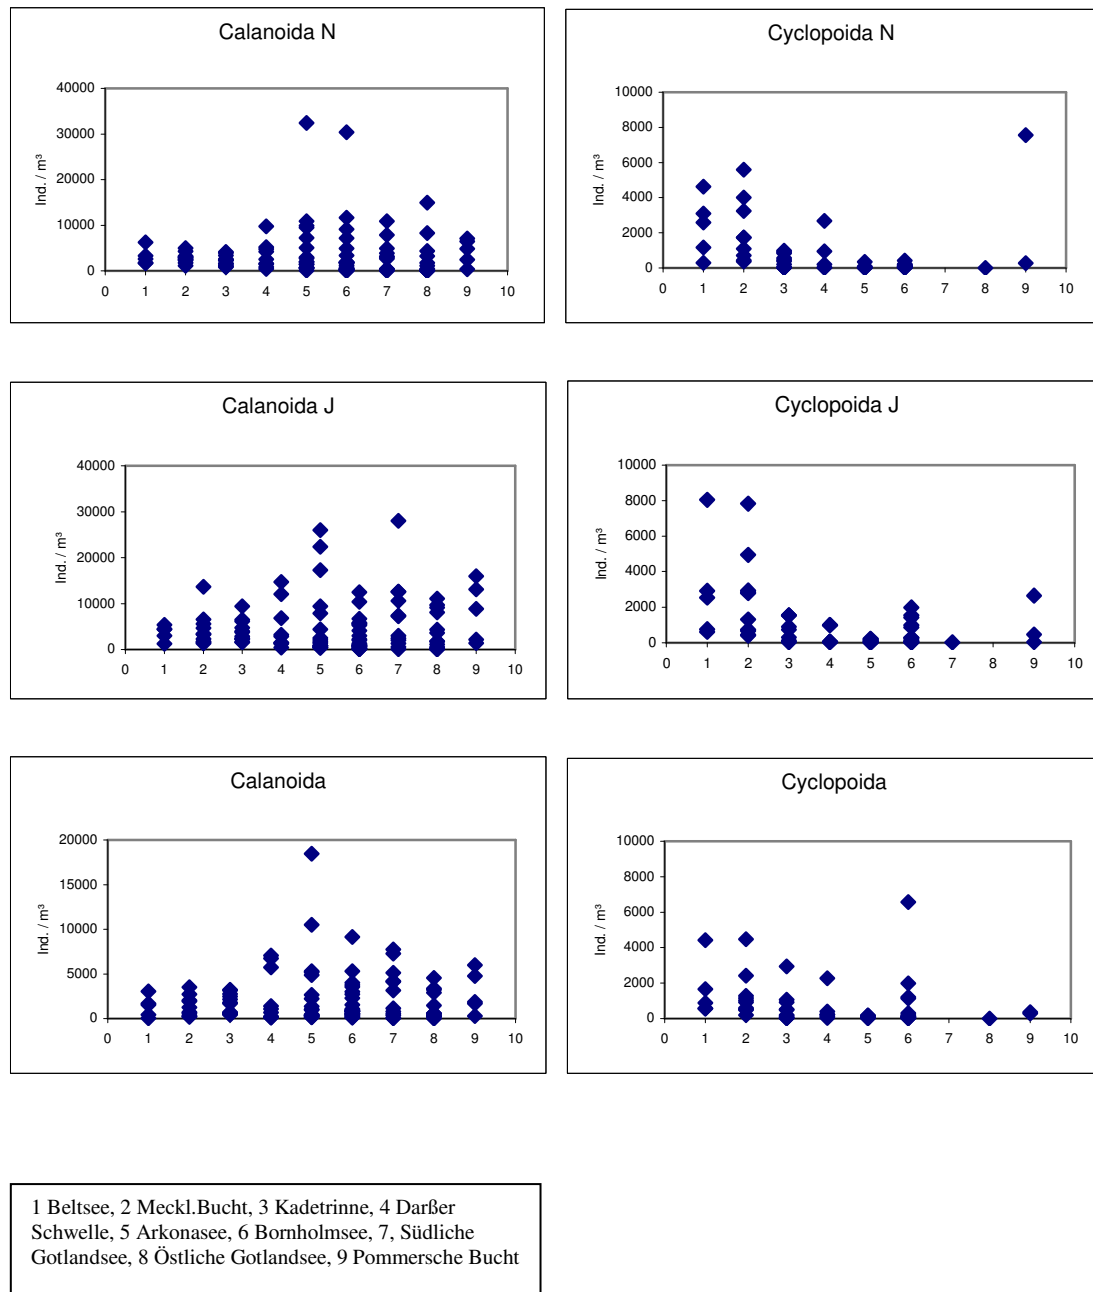 Calanoida N
40000
30000
20000
10000
0
Ind. / m³
0 1 2 3 4 5 6 7 8 9 10
Cyclopoida N
10000
8000
6000
4000
2000
0
Ind. / m³
0 1 2 3 4 5 6 7 8 9 10
Calanoida J
40000
30000
20000
10000
0
Ind. / m³
0 1 2 3 4 5 6 7 8 9 10
Cyclopoida J
10000
8000
6000
4000
2000
0
Ind. / m³
0 1 2 3 4 5 6 7 8 9 10
Calanoida
20000
15000
10000
5000
0
Ind. / m³
0 1 2 3 4 5 6 7 8 9 10
Cyclopoida
10000
8000
6000
4000
2000
0
Ind. / m³
0 1 2 3 4 5 6 7 8 9 10
1 Beltsee, 2 Meckl.Bucht, 3 Kadetrinne, 4 Darßer
Schwelle, 5 Arkonasee, 6 Bornholmsee, 7, Südliche
Gotlandsee, 8 Östliche Gotlandsee, 9 Pommersche Bucht